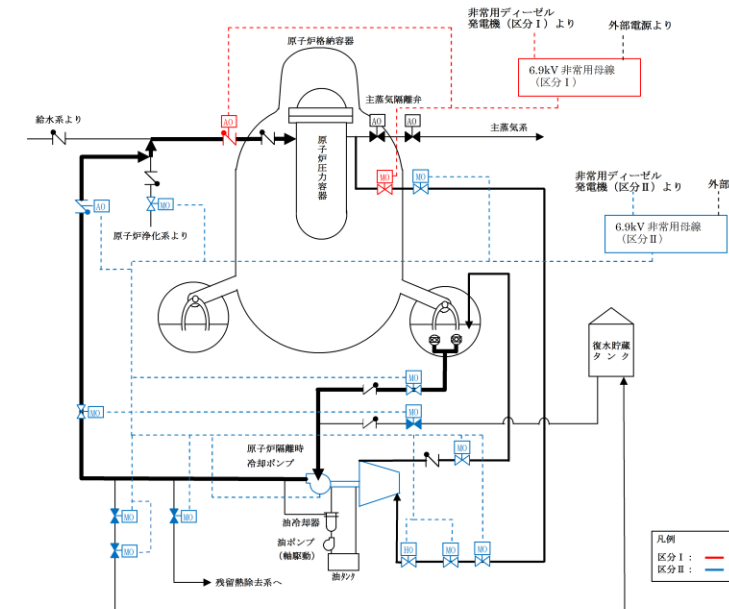 非常用ディーゼル
発電機（区分Ⅰ）より
外部電源より
原子炉格納容器
6.9kV 非常用母線
（区分Ⅰ）
主蒸気隔離弁
給水系より
AO
AO
AO
主蒸気系
原子炉圧力容器
MO
MO
非常用ディーゼル
発電機（区分Ⅱ）より
外部
AO
MO
6.9kV 非常用母線
（区分Ⅱ）
原子炉浄化系より
復水貯蔵
タンク
MO
MO
MO
原子炉隔離時
冷却ポンプ
MO
MO
MO
油冷却器
油ポンプ
（軸駆動）
油タンク
MO
HO
MO
MO
残留熱除去系へ
凡例
区分Ⅰ：
区分Ⅱ：